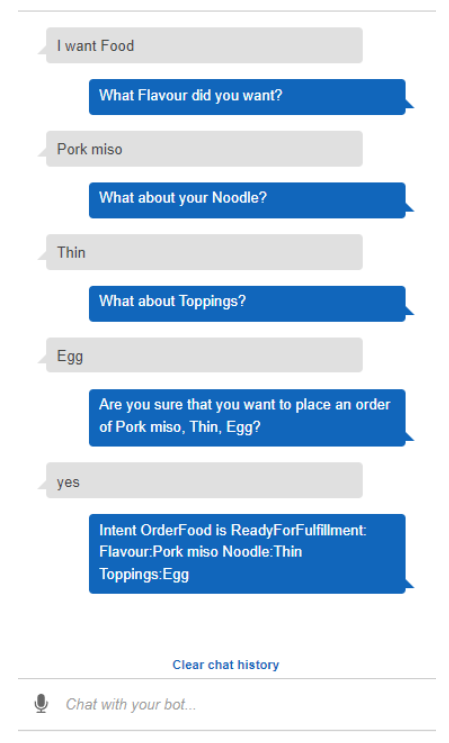 I want Food
What Flavour did you want?
Pork miso
What about your Noodle?
Thin
What about Toppings?
Egg
Are you sure that you want to place an order
of Pork miso, Thin, Egg?
yes
Intent OrderFood is ReadyForFulfillment:
Flavour:Pork miso Noodle:Thin
Toppings:Egg
Clear chat history
Chat with your bot...